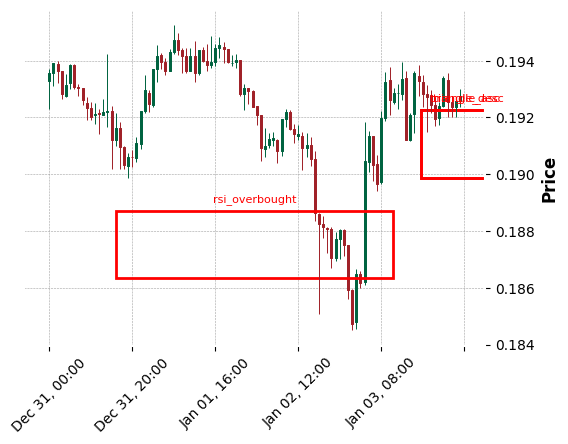 0.194
0.192
0.190
0.188
0.186
0.184
Price
rsi_overbought
Dec 31, 00:00
Dec 31, 20:00
Jan 01, 16:00
Jan 02, 12:00
Jan 03, 08:00